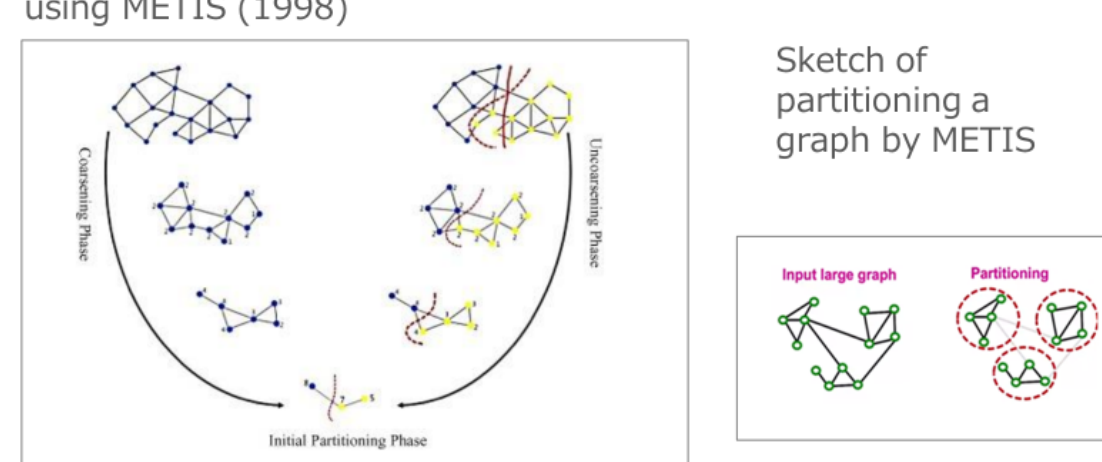 using METIS (1998)
Coarsening Phase
Uncoarsening Phase
Initial Partitioning Phase
Sketch of
partitioning a
graph by METIS
Input large graph
Partitioning